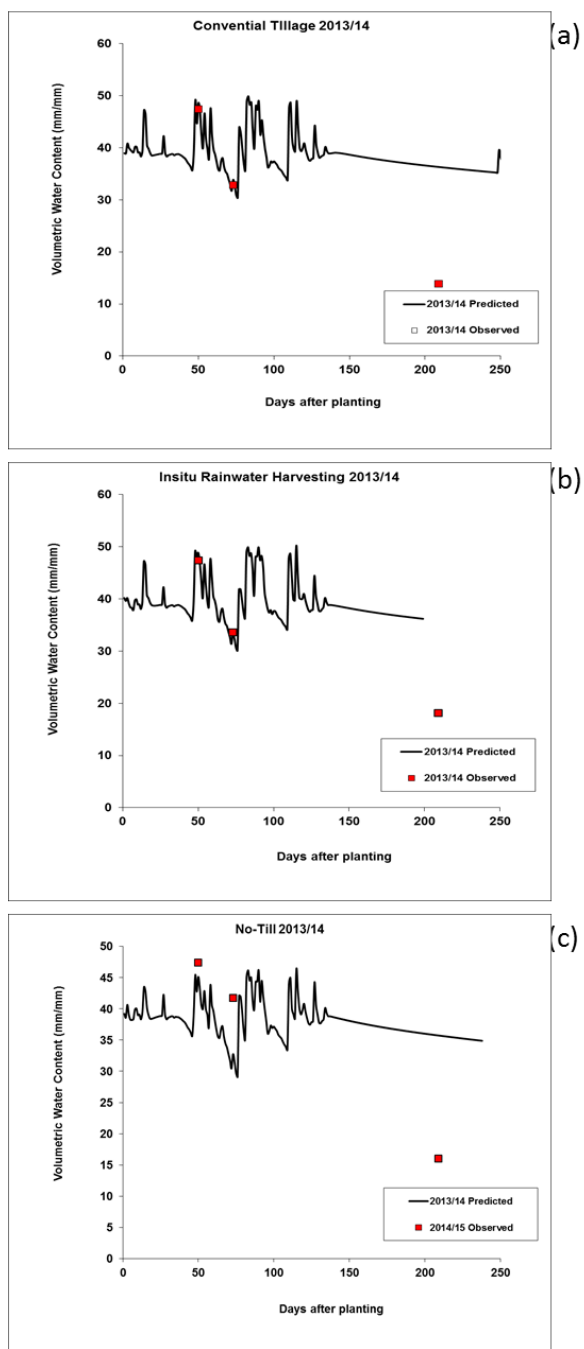 Convential TIllage 2013/14
(a)
Volumetric Water Content (mm/mm)
60
50
40
30
20
10
0
0 50 100 150 200 250
Days after planting
2013/14 Predicted
2013/14 Observed
Insitu Rainwater Harvesting 2013/14
(b)
Volumetric Water Content (mm/mm)
60
50
40
30
20
10
0
0 50 100 150 200 250
Days after planting
2013/14 Predicted
2013/14 Observed
No-Till 2013/14
(c)
Volumetric Water Content (mm/mm)
50
45
40
35
30
25
20
15
10
5
0
0 50 100 150 200 250
Days after planting
2013/14 Predicted
2014/15 Observed